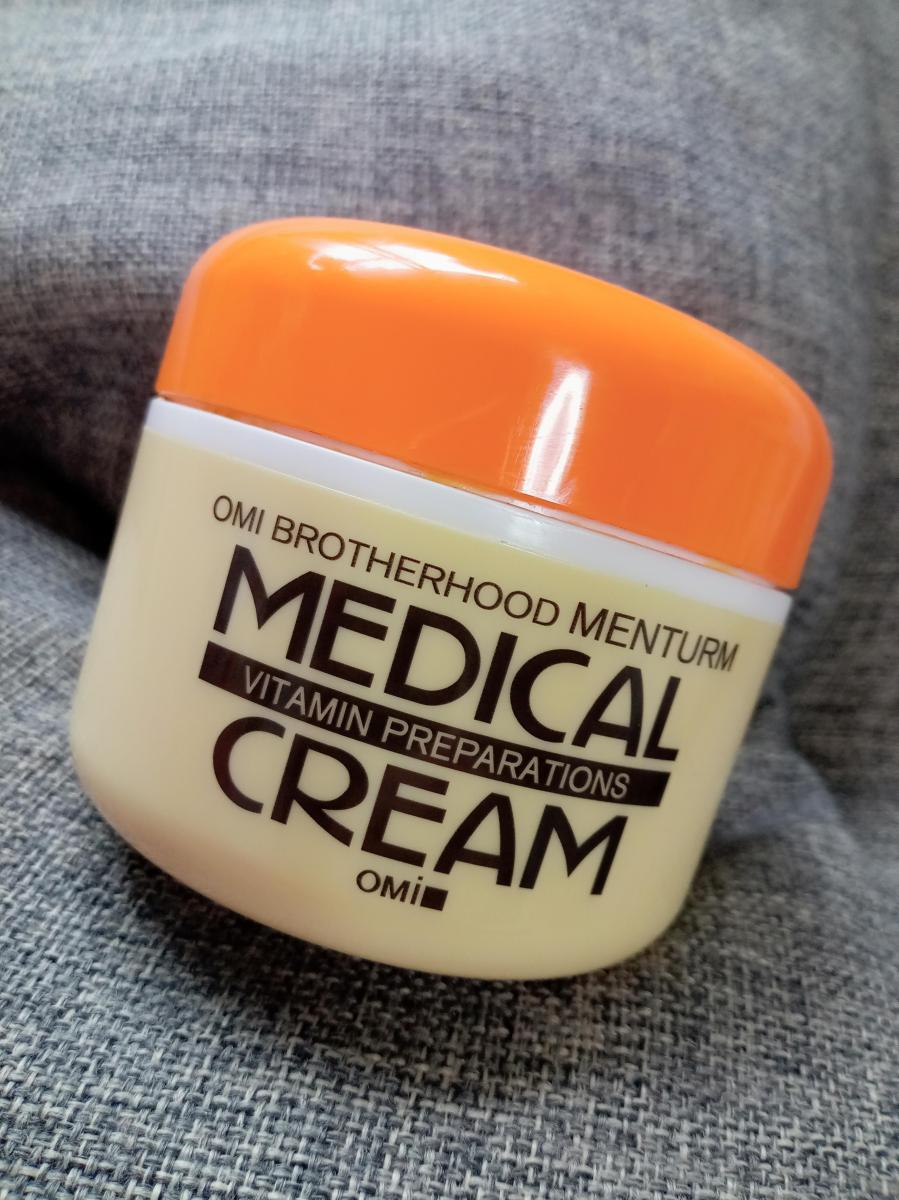 OMI BROTHERHOOD MENTURM
MEDICAL
VITAMIN PREPARATIONS
CREAM
OMi